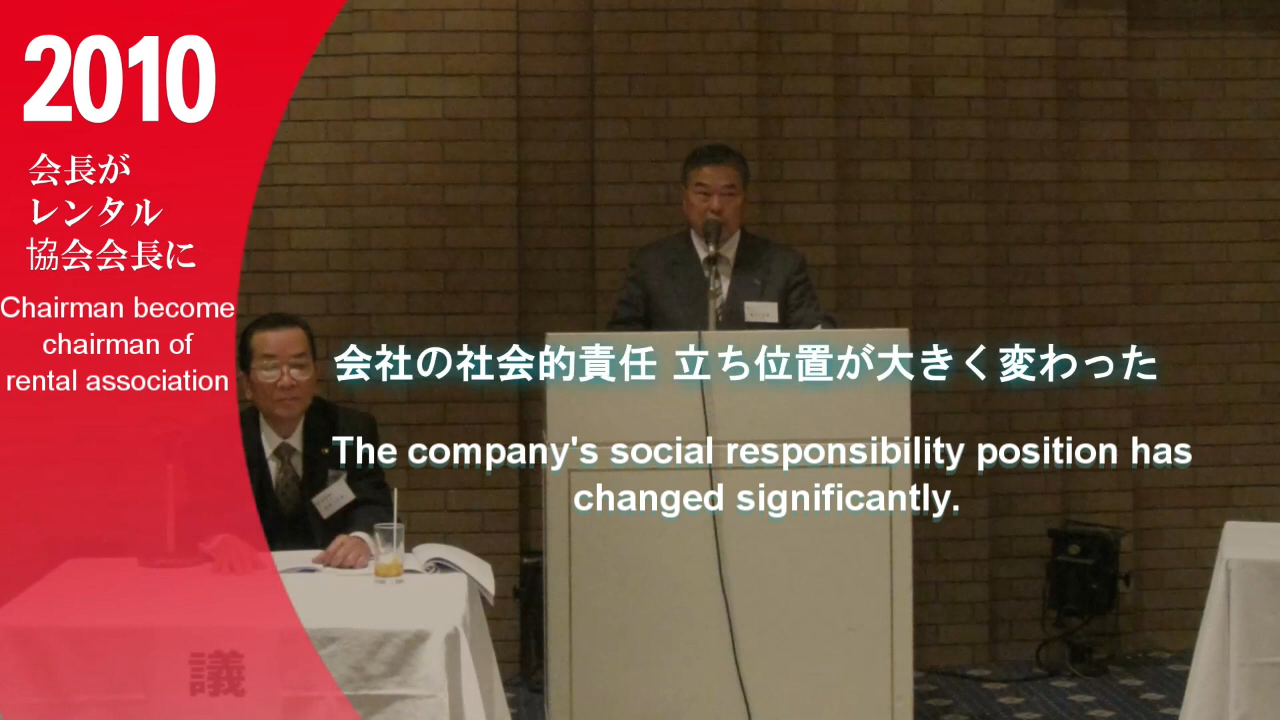 2010
会長が
レンタル
協会会長に
Chairman become
chairman of
rental association
会社の社会的責任 立ち位置が大きく変わった
The company's social responsibility position has
changed significantly.
議